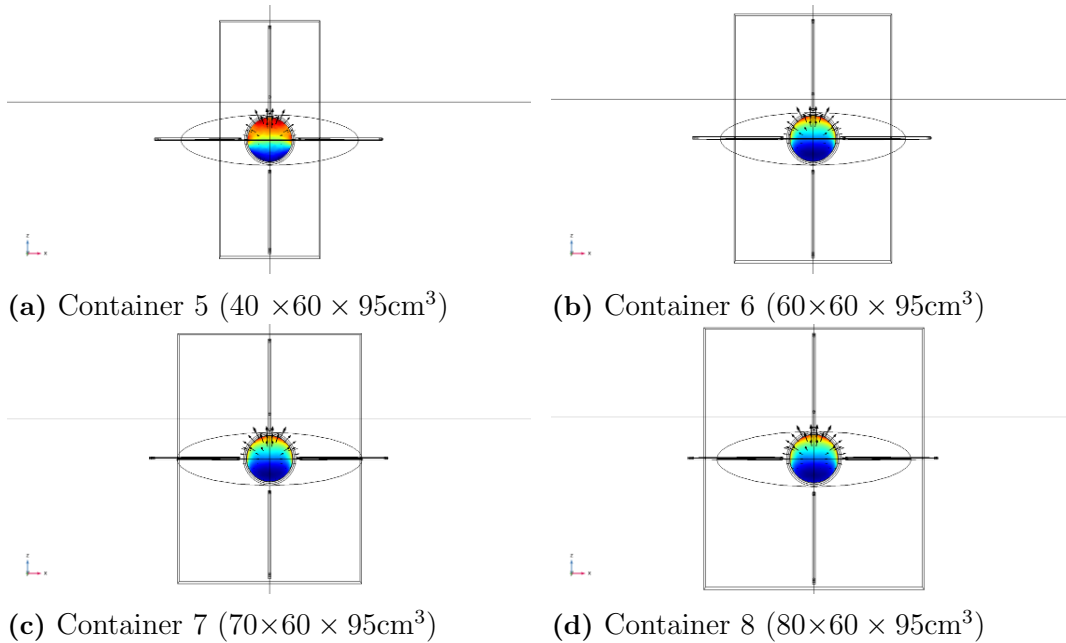 z
x
z
x
(a) Container 5 (40 ×60 × 95cm³)
(b) Container 6 (60×60 × 95cm³)
z
x
z
x
(c) Container 7 (70×60 × 95cm³)
(d) Container 8 (80×60 × 95cm³)